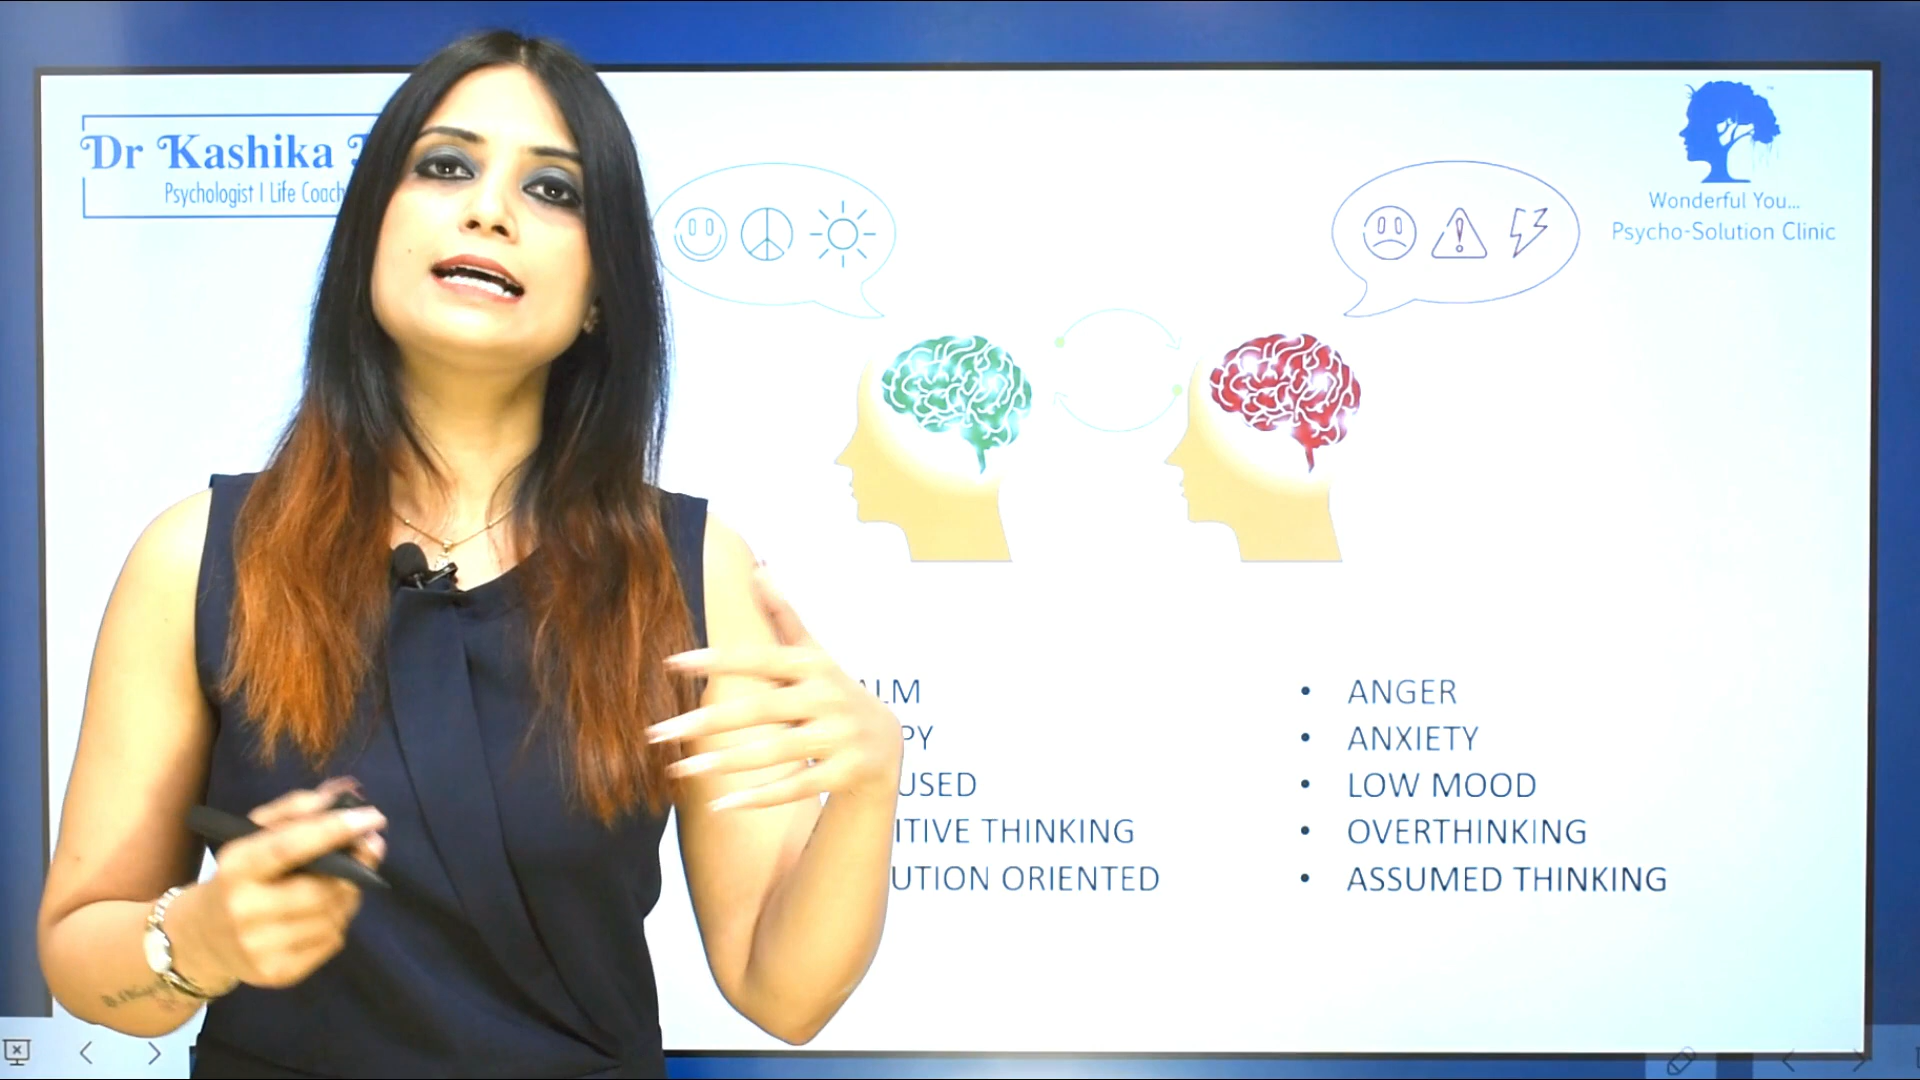 Dr Kashika
Psychologist | Life Coach
Wonderful You...
Psycho-Solution Clinic
ALM
PY
USED
ITIVE THINKING
UTION ORIENTED
• ANGER
• ANXIETY
• LOW MOOD
• OVERTHINKING
• ASSUMED THINKING